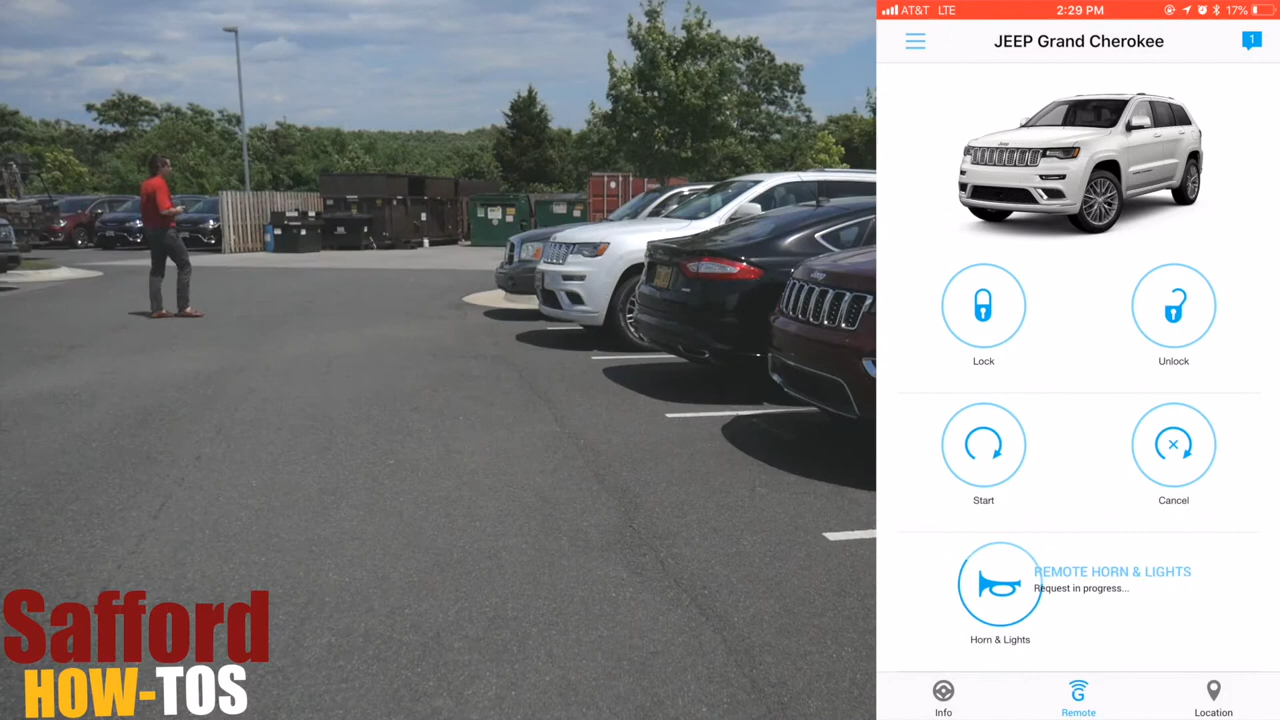 AT&T LTE 2:29 PM 17%
JEEP Grand Cherokee 1
Jeep
Lock Unlock
Start Cancel
REMOTE HORN & LIGHTS
Request in progress...
Horn & Lights
G
Info Remote Location
Safford
HOW-TOS